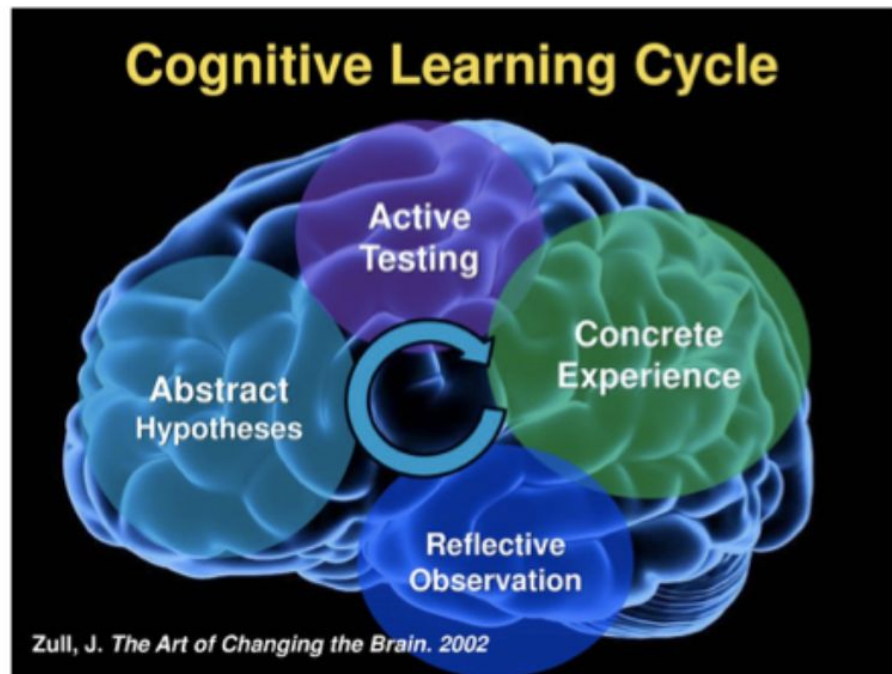 Cognitive Learning Cycle
Active
Testing
Concrete
Experience
Abstract
Hypotheses
Reflective
Observation
Zull, J. The Art of Changing the Brain. 2002